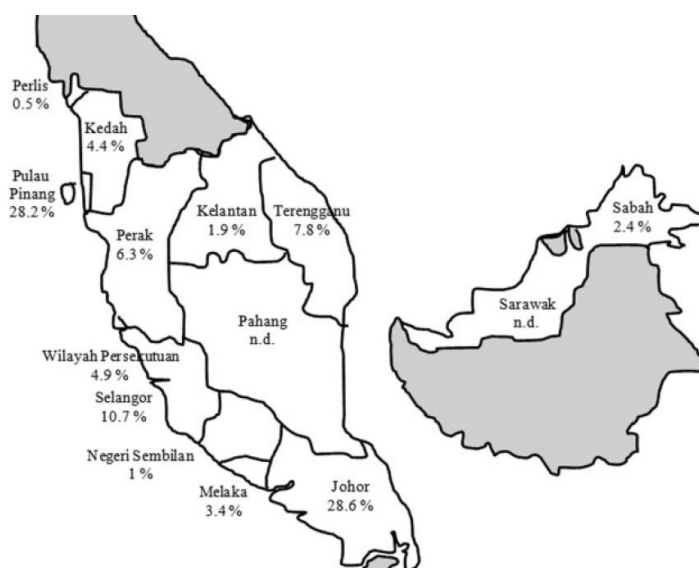 Perlis
0.5 %
Kedah
4.4 %
Pulau
Pinang
28.2 %
Perak
6.3 %
Kelantan
1.9 %
Terengganu
7.8 %
Pahang
n.d.
Wilayah Persekutuan
4.9 %
Selangor
10.7 %
Negeri Sembilan
1 %
Melaka
3.4 %
Johor
28.6 %
Sabah
2.4 %
Sarawak
n.d.